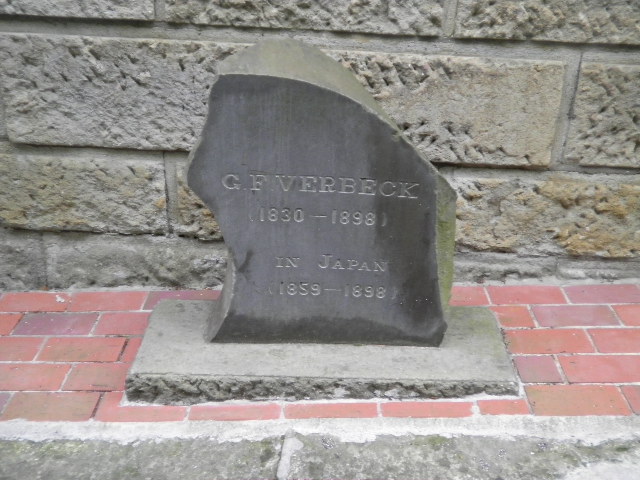 G.F.VERBECK
(1830—1898)
IN JAPAN
(1859—1898)